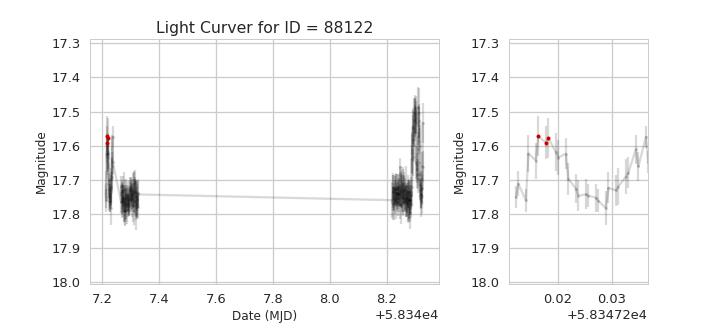 Light Curver for ID = 88122
17.3
17.4
17.5
17.6
17.7
17.8
17.9
18.0
Magnitude
7.2 7.4 7.6 7.8 8.0 8.2
Date (MJD) +5.834e4
17.3
17.4
17.5
17.6
17.7
17.8
17.9
18.0
Magnitude
0.02 0.03
+5.83472e4